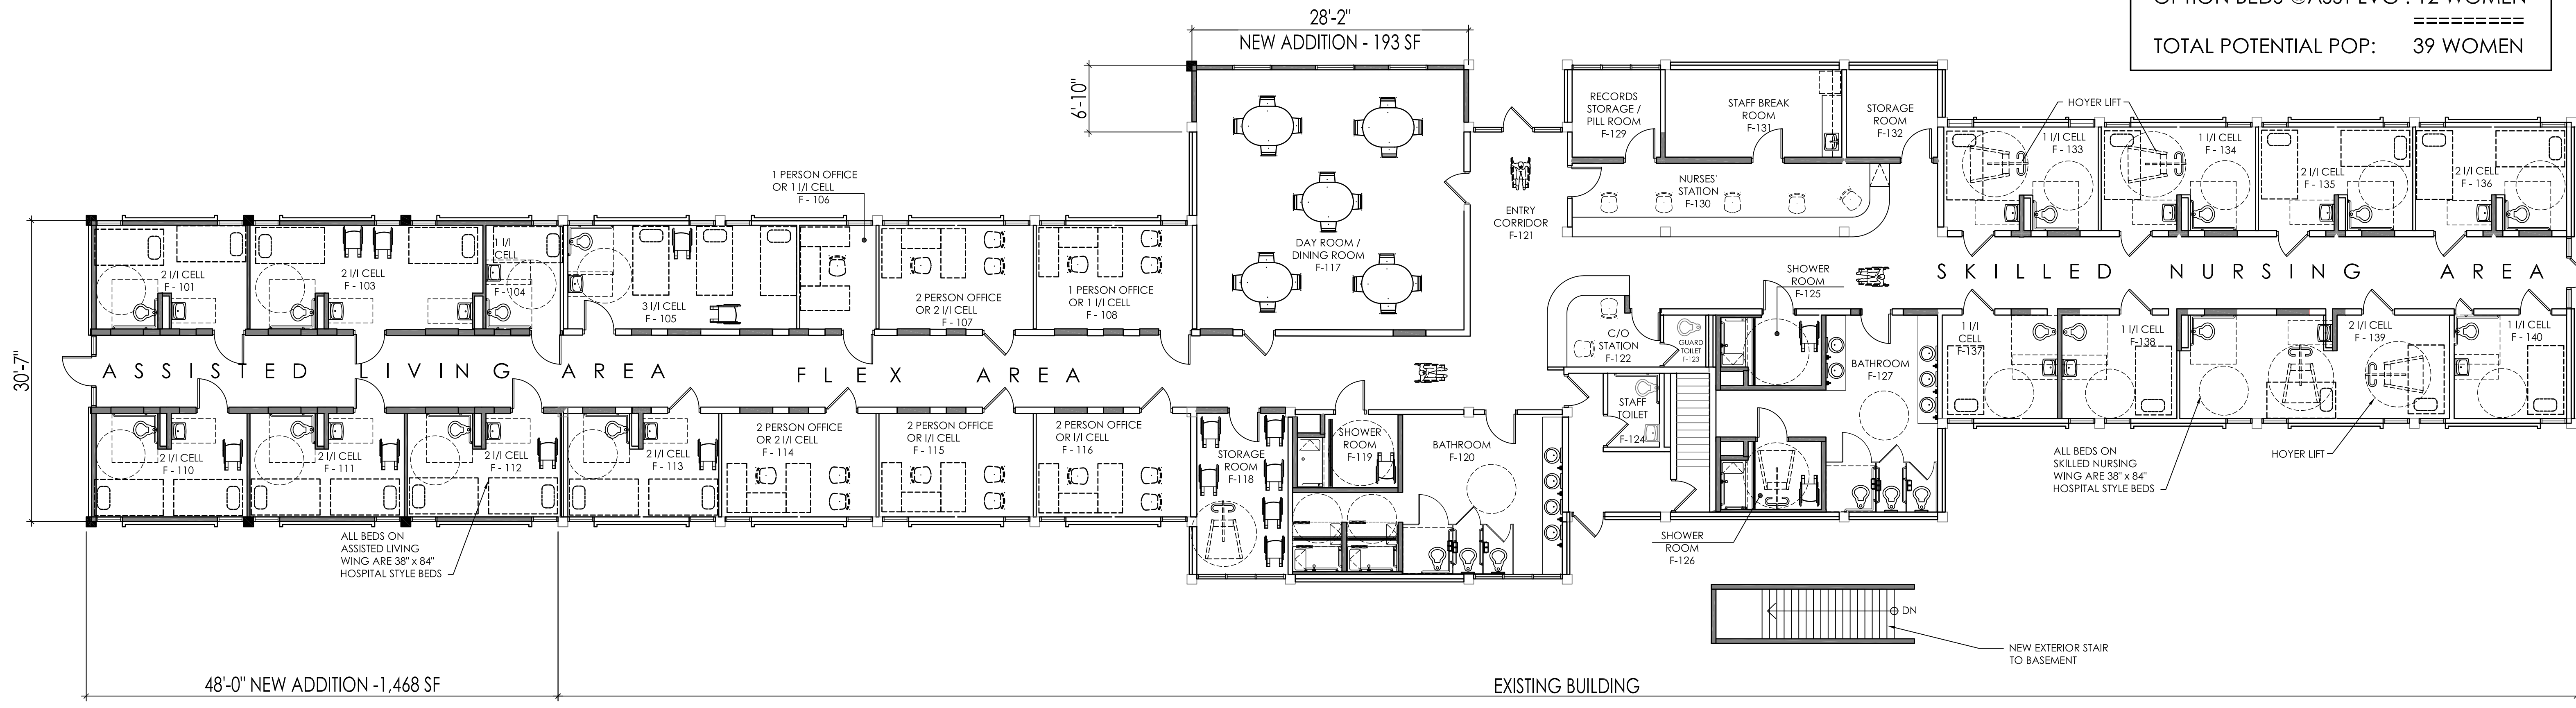 TOTAL POTENTIAL POP: 39 WOMEN
=========
28'-2"
NEW ADDITION - 193 SF
6'-10"
RECORDS
STORAGE /
PILL ROOM
F-129
STAFF BREAK
ROOM
F-131
STORAGE
ROOM
F-132
HOYER LIFT
1 I/I CELL
F - 133
1 I/I CELL
F - 134
2 I/I CELL
F - 135
2 I/I CELL
F - 136
1 PERSON OFFICE
OR 1 I/I CELL
F - 106
NURSES'
STATION
F-130
ENTRY
CORRIDOR
F-121
30'-7"
2 I/I CELL
F - 101
2 I/I CELL
F - 103
1 I/I
CELL
F - 104
3 I/I CELL
F - 105
2 PERSON OFFICE
OR 2 I/I CELL
F - 107
1 PERSON OFFICE
OR 1 I/I CELL
F - 108
DAY ROOM /
DINING ROOM
F-117
SHOWER
ROOM
F-125
SKILLED NURSING AREA
C/O
STATION
F-122
GUARD
TOILET
F-123
BATHROOM
F-127
1 I/I
CELL
F-137
1 I/I CELL
F-138
2 I/I CELL
F - 139
1 I/I CELL
F - 140
ASSISTED LIVING AREA
FLEX AREA
2 I/I CELL
F - 110
2 I/I CELL
F - 111
2 I/I CELL
F - 112
2 I/I CELL
F - 113
2 PERSON OFFICE
OR 2 I/I CELL
F - 114
2 PERSON OFFICE
OR I/I CELL
F - 115
2 PERSON OFFICE
OR I/I CELL
F - 116
STORAGE
ROOM
F-118
SHOWER
ROOM
F-119
BATHROOM
F-120
STAFF
TOILET
F-124
ALL BEDS ON
SKILLED NURSING
WING ARE 38" x 84"
HOSPITAL STYLE BEDS
HOYER LIFT
ALL BEDS ON
ASSISTED LIVING
WING ARE 38" x 84"
HOSPITAL STYLE BEDS
SHOWER
ROOM
F-126
DN
NEW EXTERIOR STAIR
TO BASEMENT
48'-0" NEW ADDITION -1,468 SF
EXISTING BUILDING